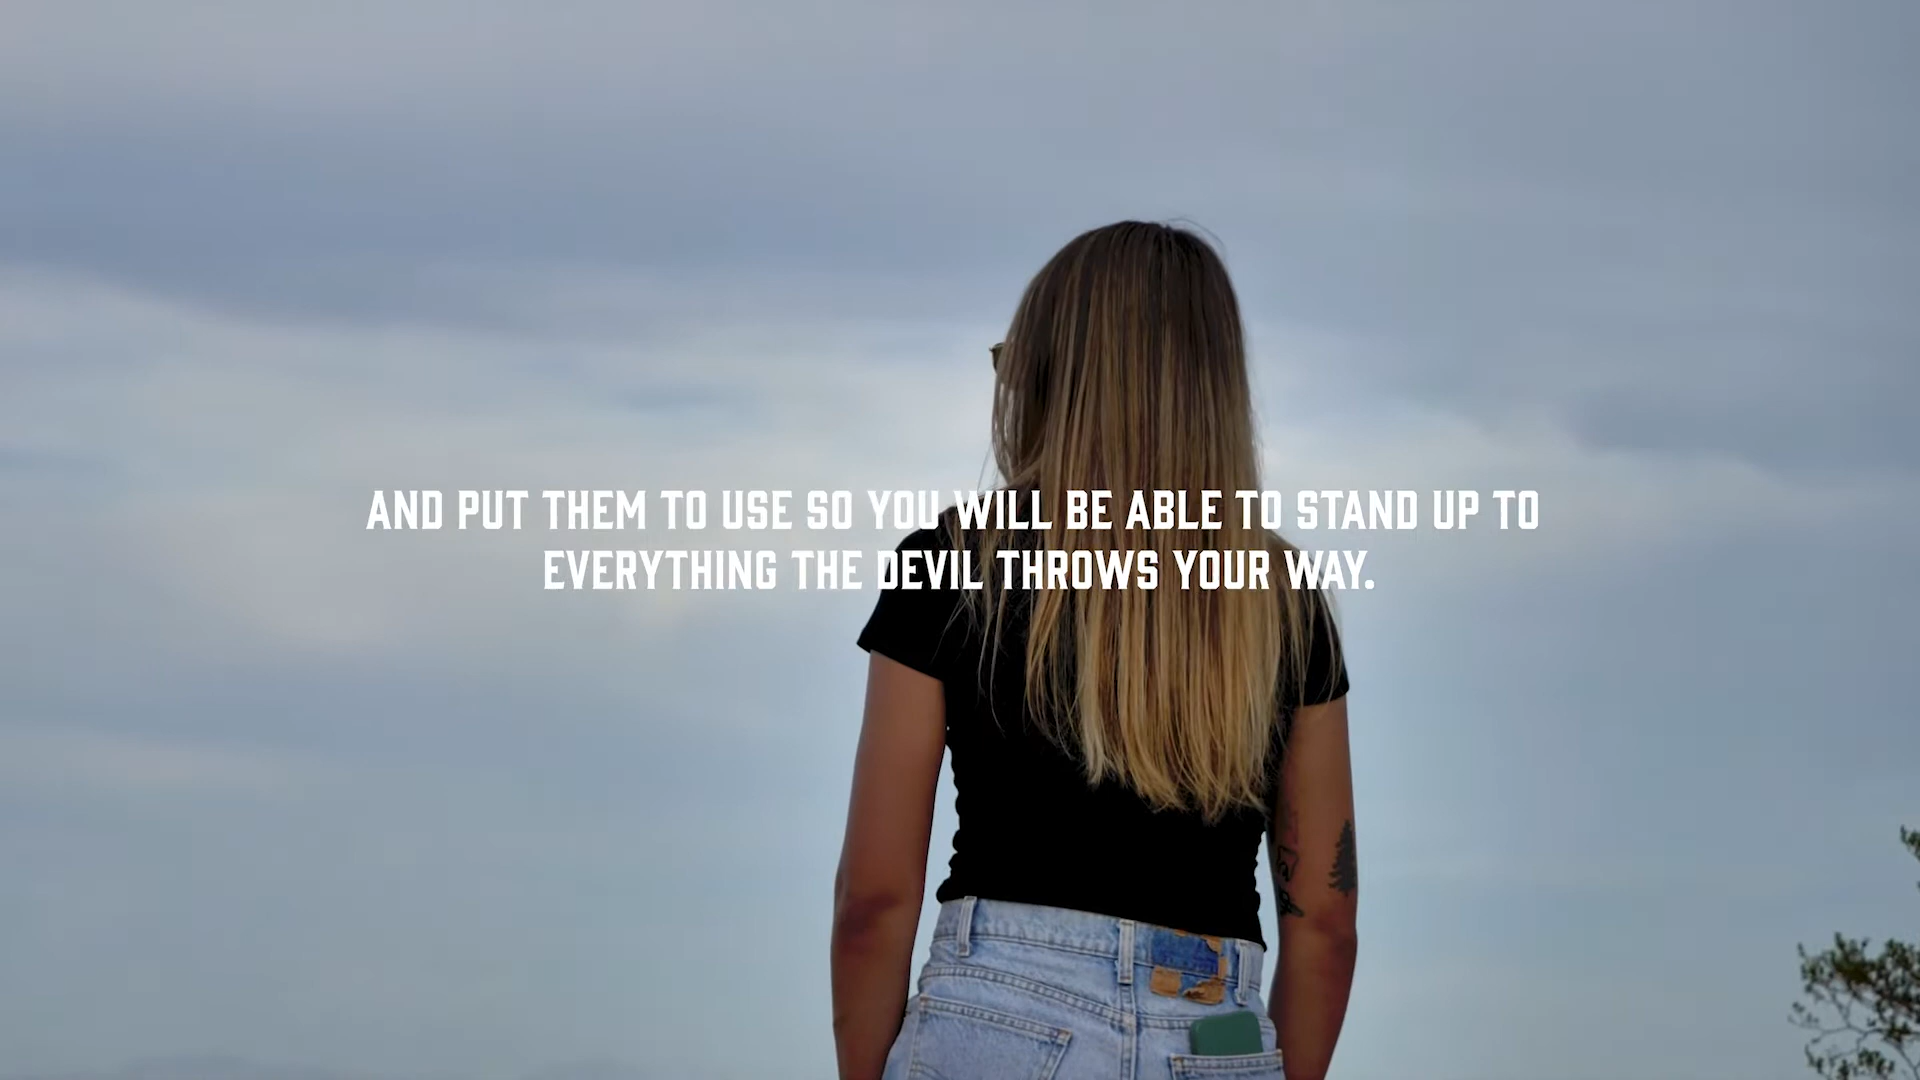 AND PUT THEM TO USE SO YOU WILL BE ABLE TO STAND UP TO
EVERYTHING THE DEVIL THROWS YOUR WAY.